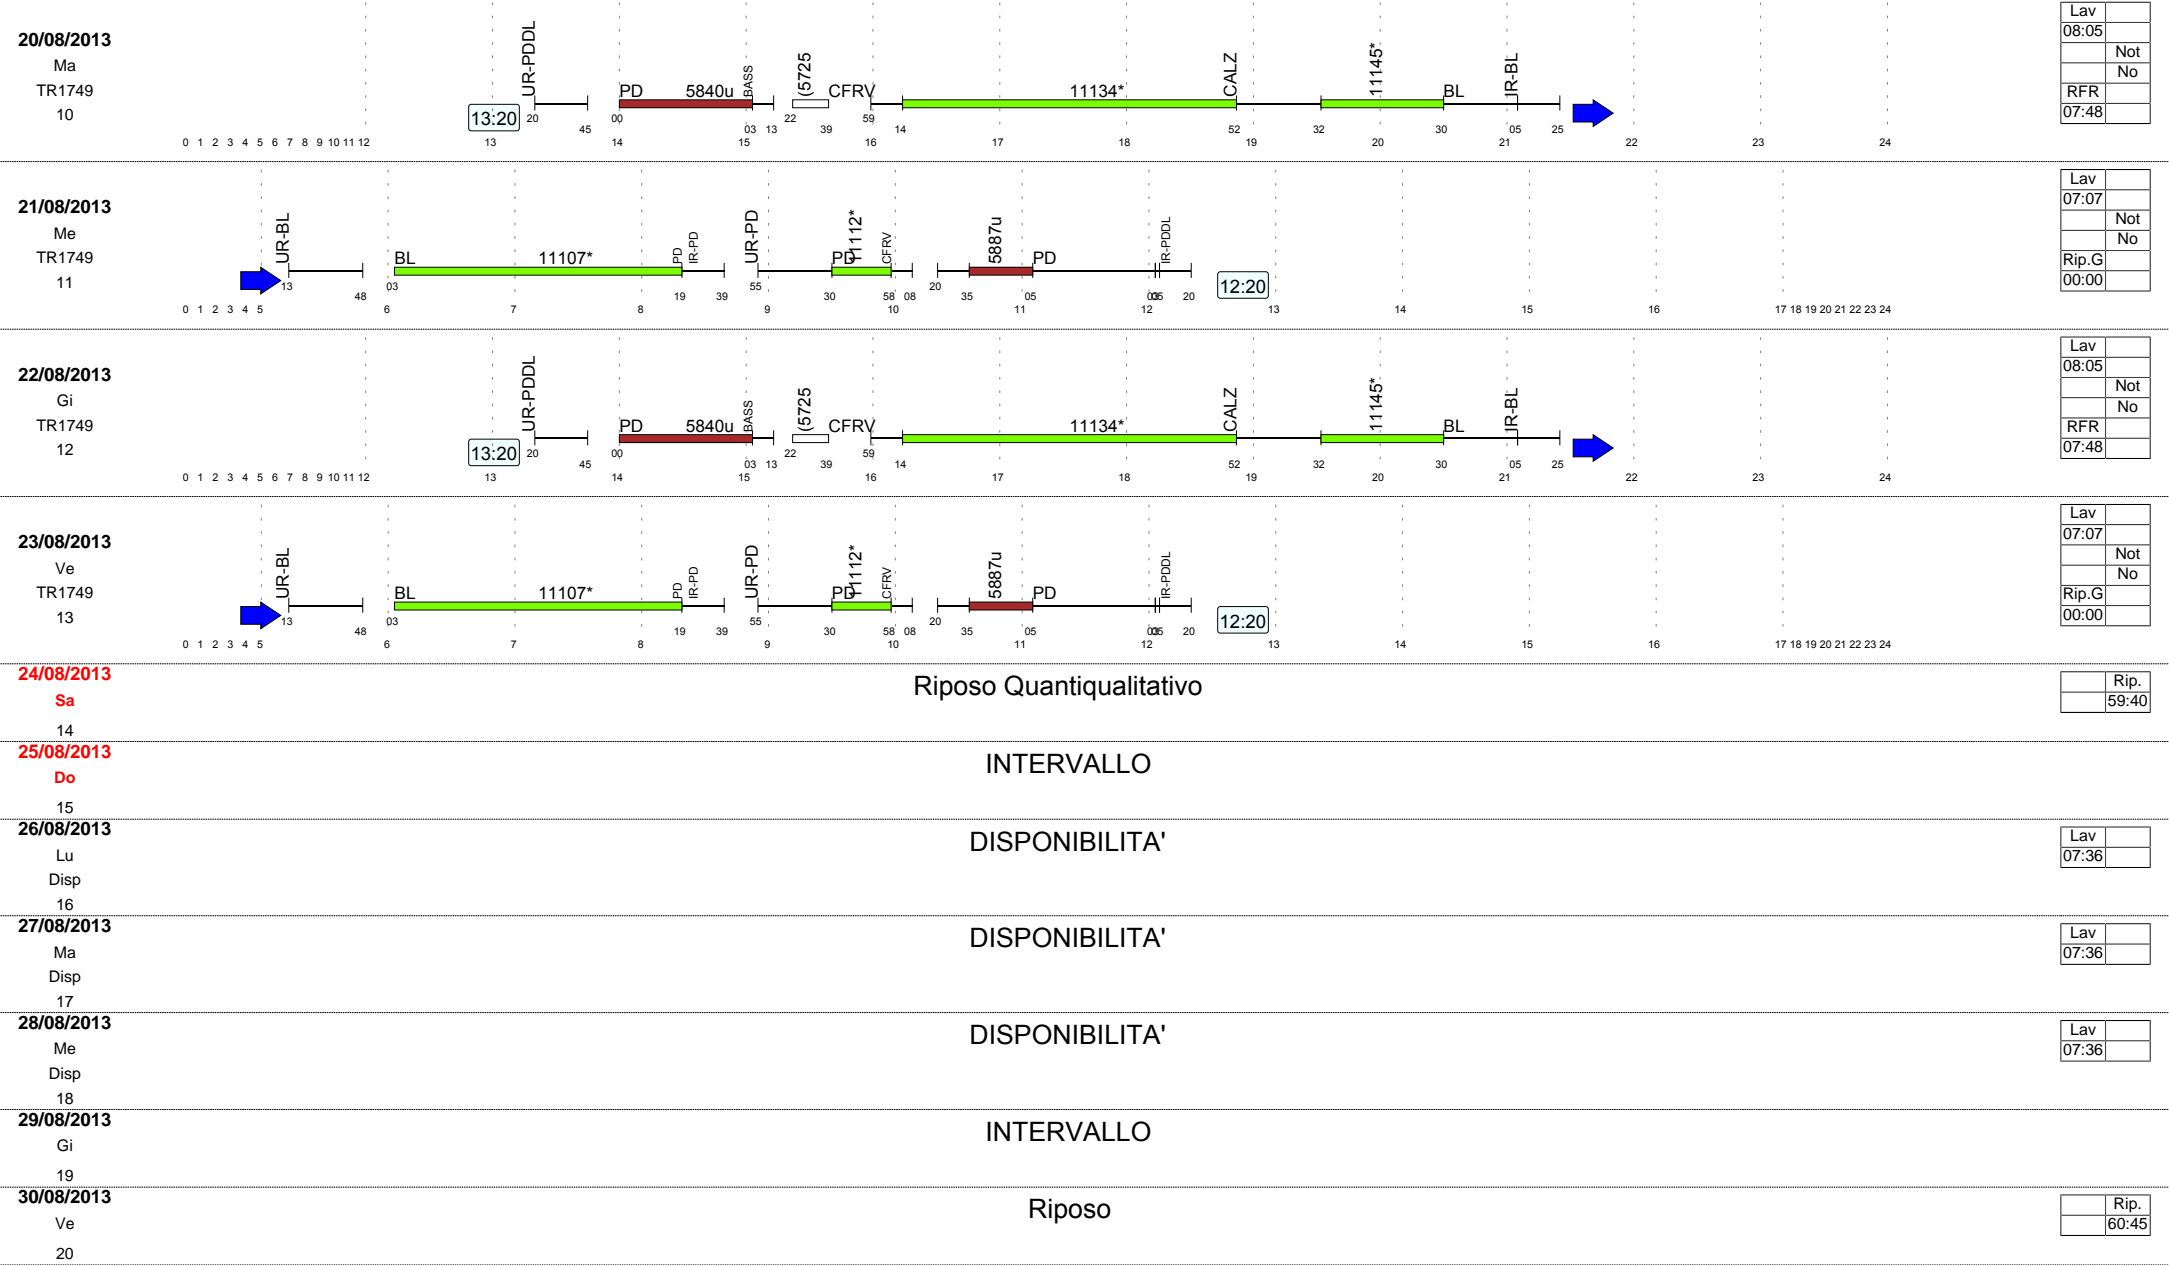 20/08/2013
Ma
TR1749
10
13:20
UR-PDDL
PD 5840u BASS (5725 CFRV 11134* CALZ 11145* BL IR-BL
20 45 00 03 13 22 39 59 14 52 32 30 05 25
0 1 2 3 4 5 6 7 8 9 10 11 12 13 14 15 16 17 18 19 20 21 22 23 24
Lav
08:05
Not
No
RFR
07:48
21/08/2013
Me
TR1749
11
UR-BL BL 11107* PD IR-PD UR-PD PD 11112* CFRV 5887u PD IR-PDDL
13 48 03 19 39 55 30 58 08 20 35 05 20
12:20
0 1 2 3 4 5 6 7 8 9 10 11 12 13 14 15 16 17 18 19 20 21 22 23 24
Lav
07:07
Not
No
Rip.G
00:00
22/08/2013
Gi
TR1749
12
13:20
UR-PDDL
PD 5840u BASS (5725 CFRV 11134* CALZ 11145* BL IR-BL
20 45 00 03 13 22 39 59 14 52 32 30 05 25
0 1 2 3 4 5 6 7 8 9 10 11 12 13 14 15 16 17 18 19 20 21 22 23 24
Lav
08:05
Not
No
RFR
07:48
23/08/2013
Ve
TR1749
13
UR-BL BL 11107* PD IR-PD UR-PD PD 11112* CFRV 5887u PD IR-PDDL
13 48 03 19 39 55 30 58 08 20 35 05 20
12:20
0 1 2 3 4 5 6 7 8 9 10 11 12 13 14 15 16 17 18 19 20 21 22 23 24
Lav
07:07
Not
No
Rip.G
00:00
24/08/2013
Sa
14
Riposo Quantiqualitativo
Rip.
59:40
25/08/2013
Do
15
INTERVALLO
26/08/2013
Lu
Disp
16
DISPONIBILITA'
Lav
07:36
27/08/2013
Ma
Disp
17
DISPONIBILITA'
Lav
07:36
28/08/2013
Me
Disp
18
DISPONIBILITA'
Lav
07:36
29/08/2013
Gi
19
INTERVALLO
30/08/2013
Ve
20
Riposo
Rip.
60:45